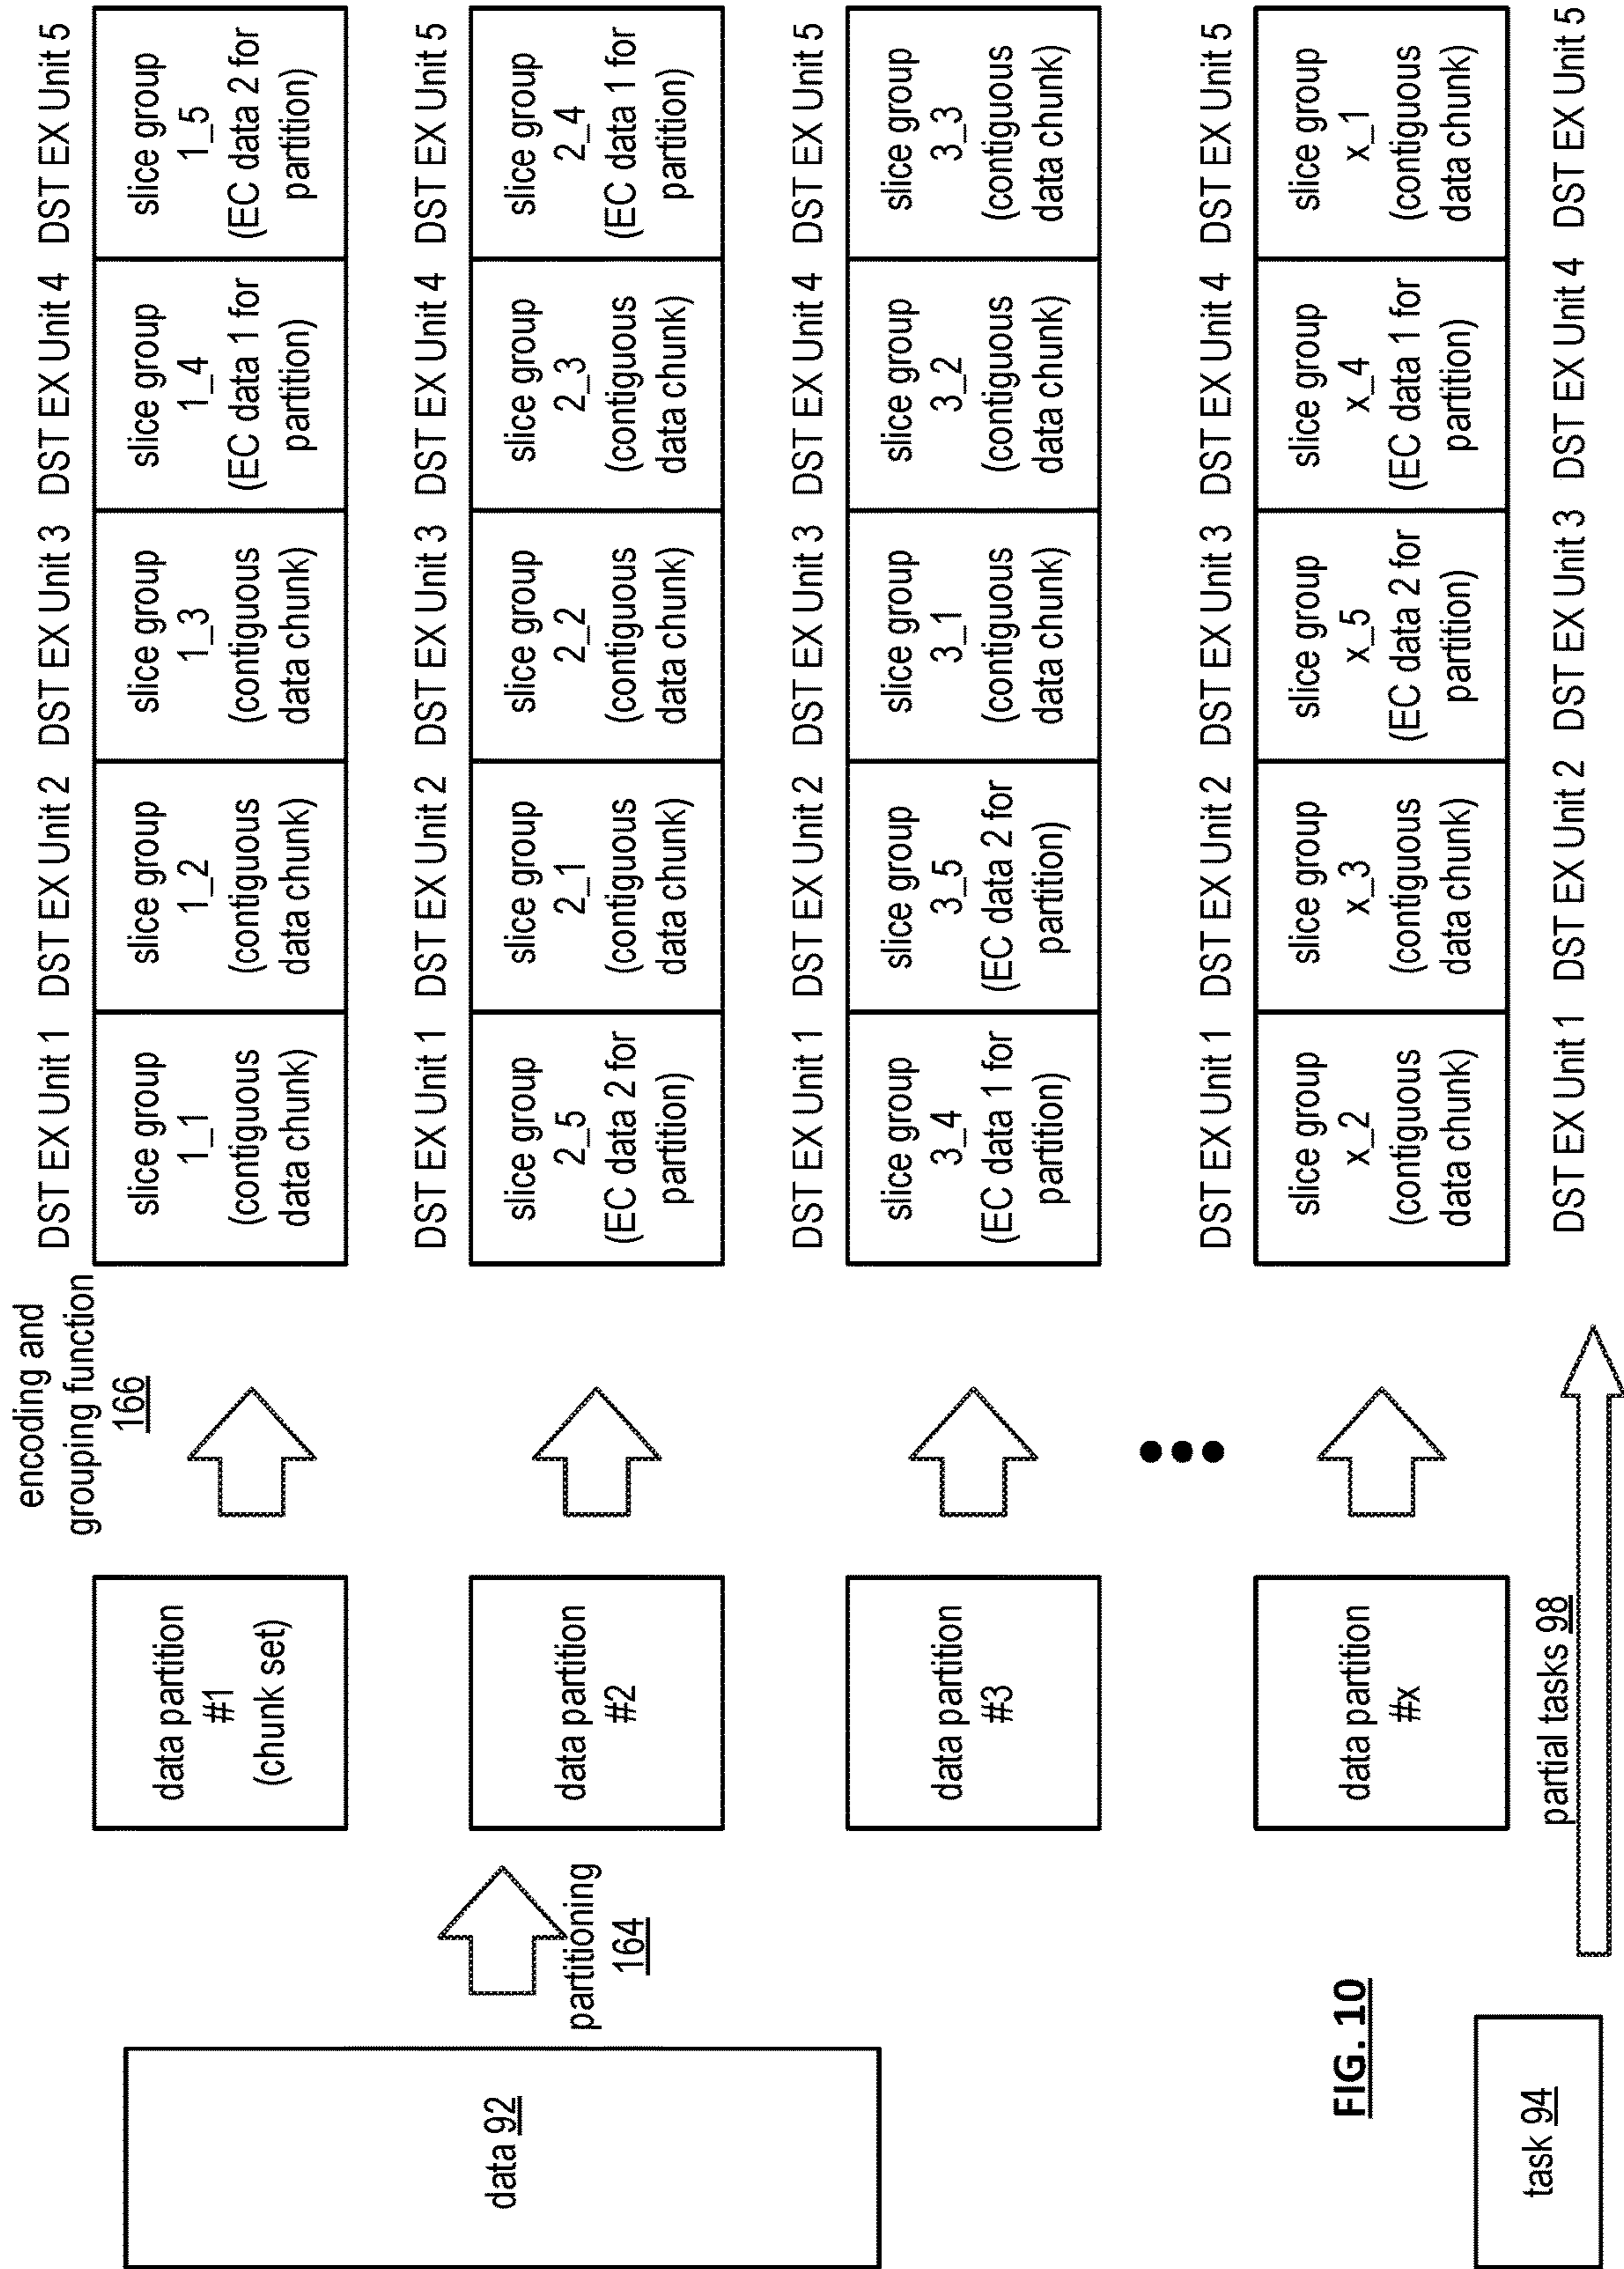 encoding and
grouping function
166
data 92
partitioning
164
data partition
#1
(chunk set)
DST EX Unit 1 DST EX Unit 2 DST EX Unit 3 DST EX Unit 4 DST EX Unit 5
slice group
1_1
(contiguous
data chunk)
slice group
1_2
(contiguous
data chunk)
slice group
1_3
(contiguous
data chunk)
slice group
1_4
(EC data 1 for
partition)
slice group
1_5
(EC data 2 for
partition)
data partition
#2
DST EX Unit 1 DST EX Unit 2 DST EX Unit 3 DST EX Unit 4 DST EX Unit 5
slice group
2_5
(EC data 2 for
partition)
slice group
2_1
(contiguous
data chunk)
slice group
2_2
(contiguous
data chunk)
slice group
2_3
(contiguous
data chunk)
slice group
2_4
(EC data 1 for
partition)
data partition
#3
DST EX Unit 1 DST EX Unit 2 DST EX Unit 3 DST EX Unit 4 DST EX Unit 5
slice group
3_4
(EC data 1 for
partition)
slice group
3_5
(EC data 2 for
partition)
slice group
3_1
(contiguous
data chunk)
slice group
3_2
(contiguous
data chunk)
slice group
3_3
(contiguous
data chunk)
data partition
#x
DST EX Unit 1 DST EX Unit 2 DST EX Unit 3 DST EX Unit 4 DST EX Unit 5
slice group
x_2
(contiguous
data chunk)
slice group
x_3
(contiguous
data chunk)
slice group
x_5
(EC data 2 for
partition)
slice group
x_4
(EC data 1 for
partition)
slice group
x_1
(contiguous
data chunk)
FIG. 10
task 94
partial tasks 98
DST EX Unit 1 DST EX Unit 2 DST EX Unit 3 DST EX Unit 4 DST EX Unit 5